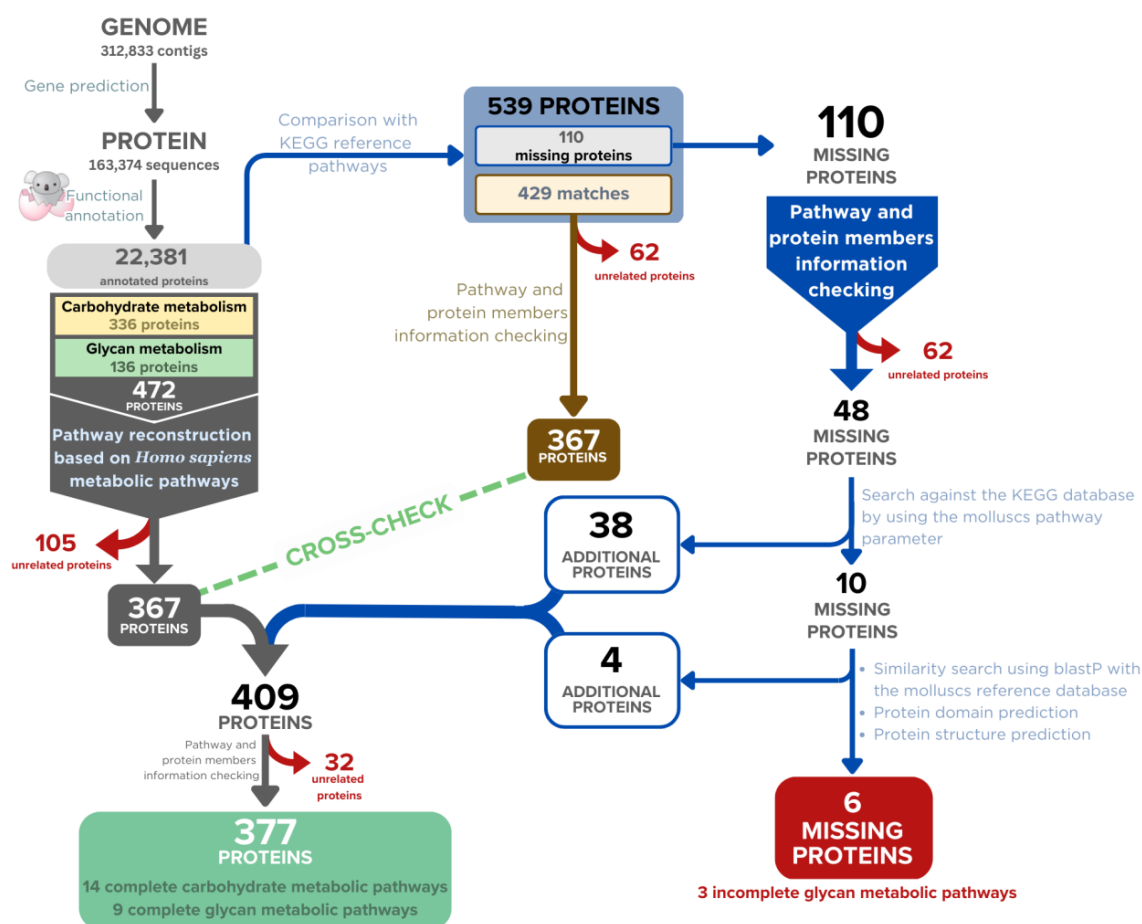 GENOME
312,833 contigs
Gene prediction
PROTEIN
163,374 sequences
Functional
annotation
22,381
annotated proteins
Carbohydrate metabolism
336 proteins
Glycan metabolism
136 proteins
472
PROTEINS
Pathway reconstruction
based on Homo sapiens
metabolic pathways
105
unrelated proteins
367
PROTEINS
Comparison with
KEGG reference
pathways
539 PROTEINS
110
missing proteins
429 matches
62
unrelated proteins
Pathway and
protein members
information checking
367
PROTEINS
CROSS-CHECK
110
MISSING
PROTEINS
Pathway and
protein members
information
checking
62
unrelated proteins
48
MISSING
PROTEINS
Search against the KEGG database
by using the molluscs pathway
parameter
38
ADDITIONAL
PROTEINS
10
MISSING
PROTEINS
4
ADDITIONAL
PROTEINS
• Similarity search using blastP with
the molluscs reference database
• Protein domain prediction
• Protein structure prediction
6
MISSING
PROTEINS
3 incomplete glycan metabolic pathways
409
PROTEINS
Pathway and
protein members
information checking
32
unrelated
proteins
377
PROTEINS
14 complete carbohydrate metabolic pathways
9 complete glycan metabolic pathways